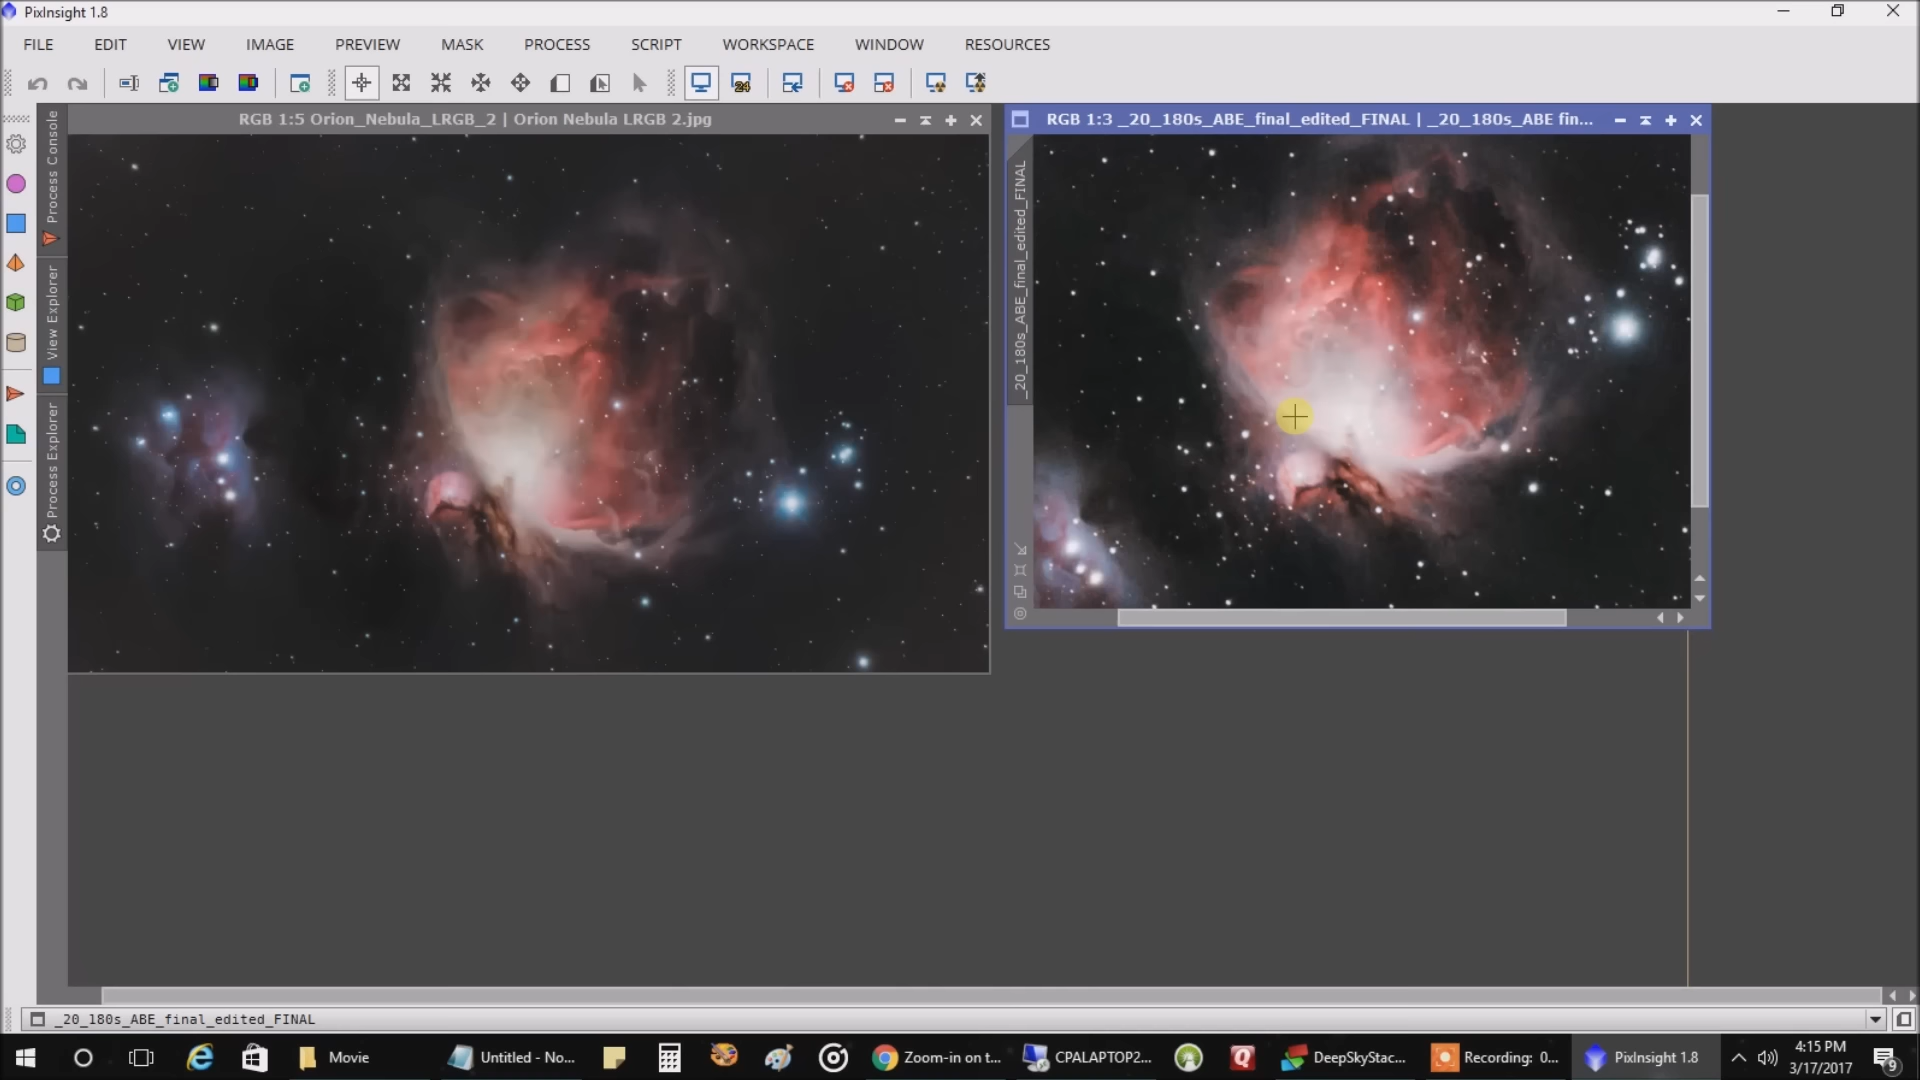 PixInsight 1.8
FILE EDIT VIEW IMAGE PREVIEW MASK PROCESS SCRIPT WORKSPACE WINDOW RESOURCES
24
RGB 1:5 Orion_Nebula_LRGB_2 | Orion Nebula LRGB 2.jpg
RGB 1:3 _20_180s_ABE_final_edited_FINAL | _20_180s_ABE fin...
Process Console
View Explorer
Process Explorer
_20_180s_ABE_final_edited_FINAL
_20_180s_ABE_final_edited_FINAL
Movie
Untitled - No...
Zoom-in on t...
CPALAPTOP2...
DeepSkyStac...
Recording: 0...
PixInsight 1.8
4:15 PM
3/17/2017
9